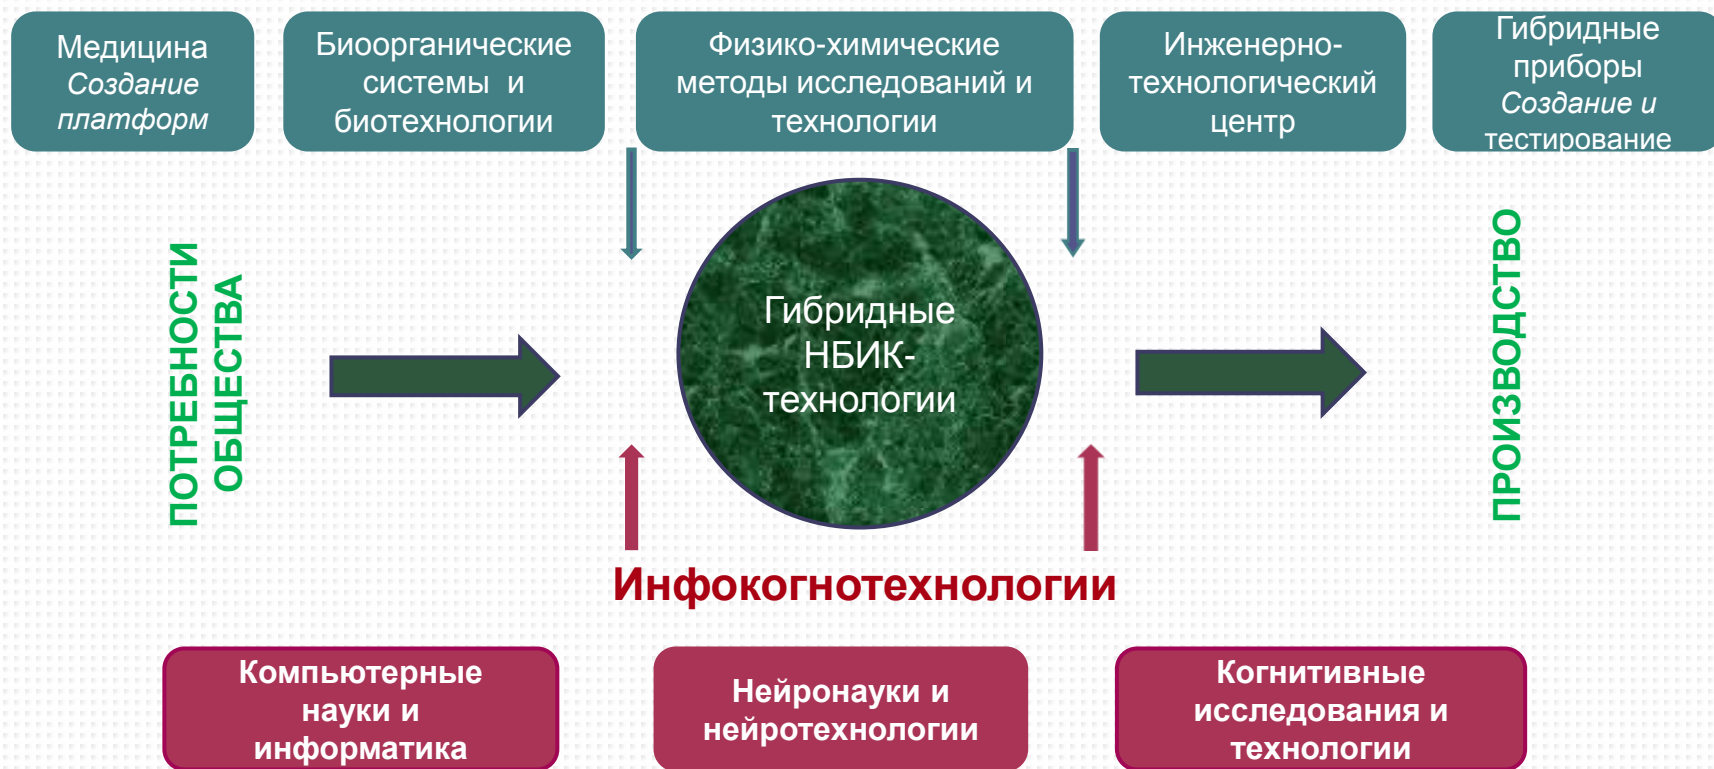 Медицина
Создание
платформ
Биоорганические
системы и
биотехнологии
Физико-химические
методы исследований и
технологии
Инженерно-
технологический
центр
Гибридные
приборы
Создание и
тестирование
ПОТРЕБНОСТИ
ОБЩЕСТВА
Гибридные
НБИК-
технологии
ПРОИЗВОДСТВО
Инфокогнотехнологии
Компьютерные
науки и
информатика
Нейронауки и
нейротехнологии
Когнитивные
исследования и
технологии